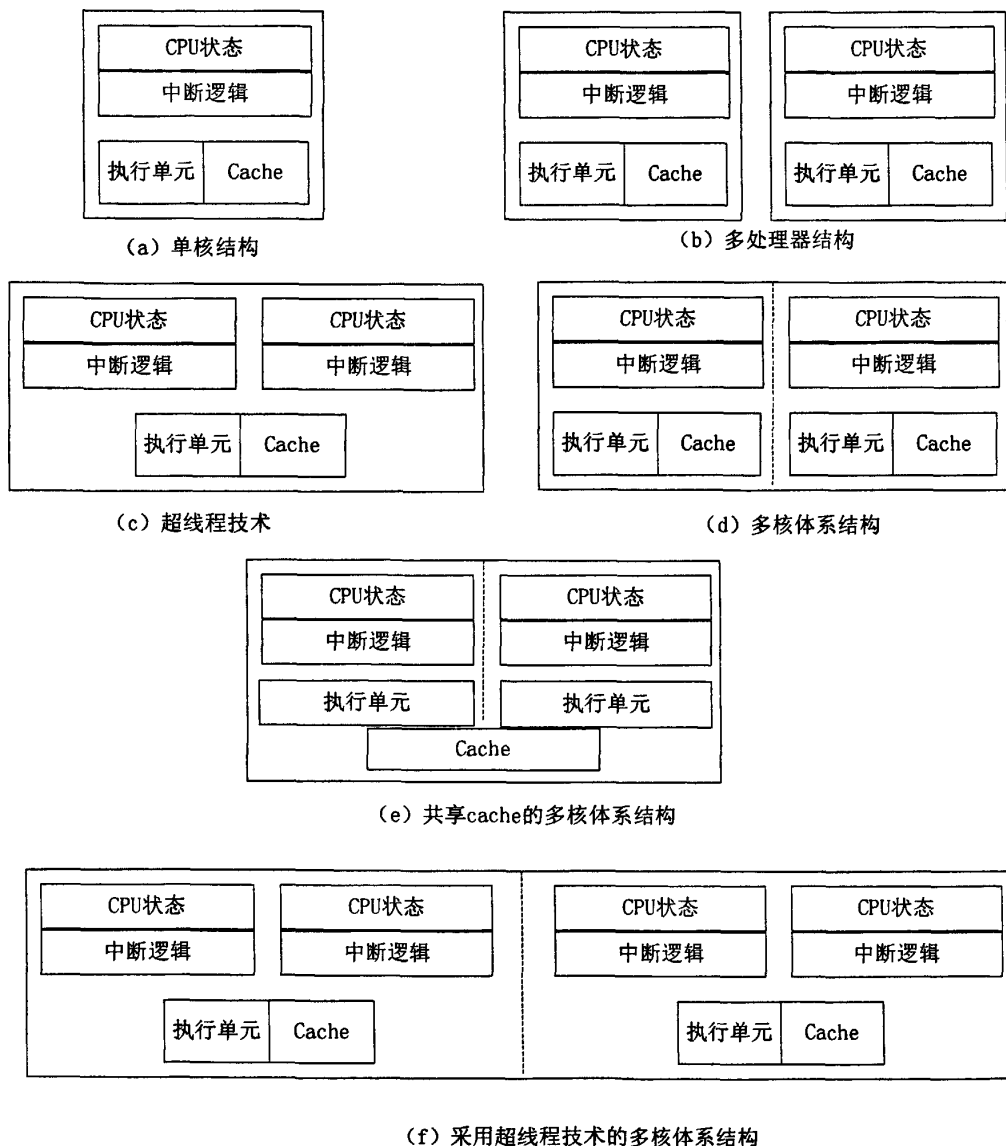 CPU状态
中断逻辑
执行单元 Cache
(a) 单核结构
CPU状态
中断逻辑
执行单元 Cache
CPU状态
中断逻辑
执行单元 Cache
(b) 多处理器结构
CPU状态
中断逻辑
CPU状态
中断逻辑
执行单元 Cache
(c) 超线程技术
CPU状态
中断逻辑
执行单元 Cache
CPU状态
中断逻辑
执行单元 Cache
(d) 多核体系结构
CPU状态
中断逻辑
执行单元
CPU状态
中断逻辑
执行单元
Cache
(e) 共享cache的多核体系结构
CPU状态
中断逻辑
CPU状态
中断逻辑
执行单元 Cache
CPU状态
中断逻辑
CPU状态
中断逻辑
执行单元 Cache
(f) 采用超线程技术的多核体系结构